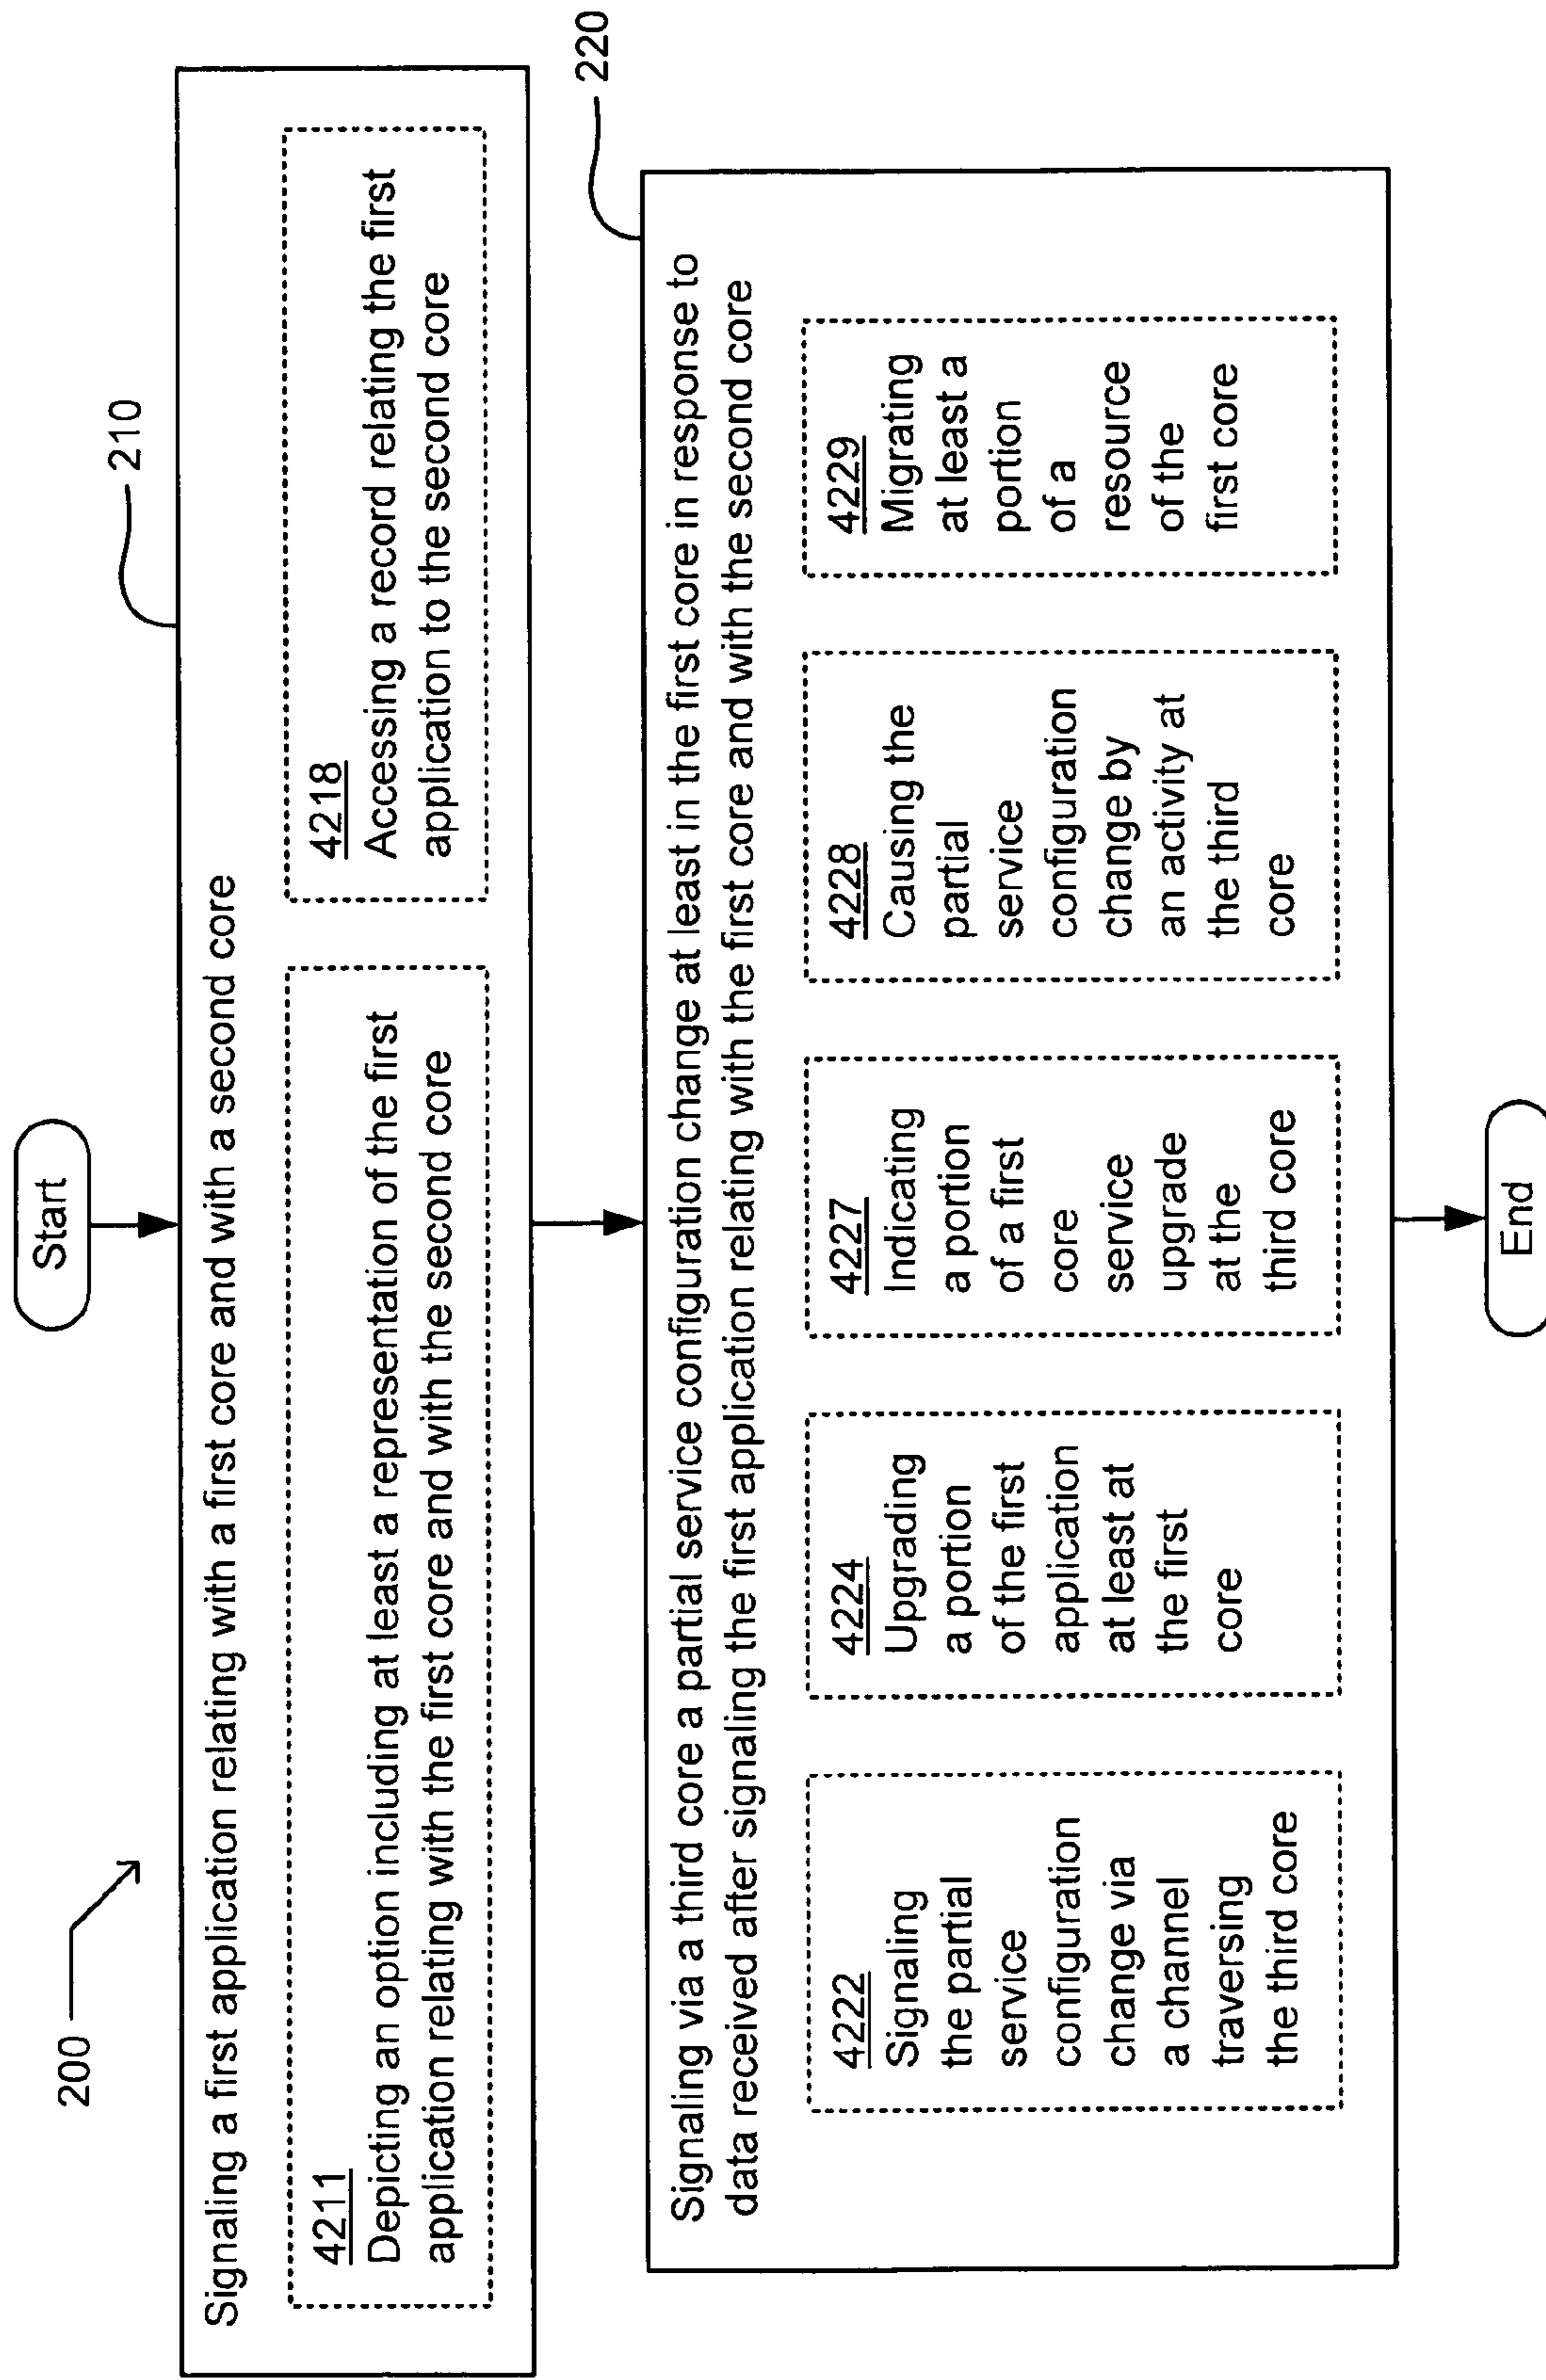 200
Start
210
Signaling a first application relating with a first core and with a second core
4211
Depicting an option including at least a representation of the first
application relating with the first core and with the second core
4218
Accessing a record relating the first
application to the second core
220
Signaling via a third core a partial service configuration change at least in the first core in response to
data received after signaling the first application relating with the first core and with the second core
4222
Signaling
the partial
service
configuration
change via
a channel
traversing
the third core
4224
Upgrading
a portion
of the first
application
at least at
the first
core
4227
Indicating
a portion
of a first
core
service
upgrade
at the
third core
4228
Causing the
partial
service
configuration
change by
an activity at
the third
core
4229
Migrating
at least a
portion
of a
resource
of the
first core
End